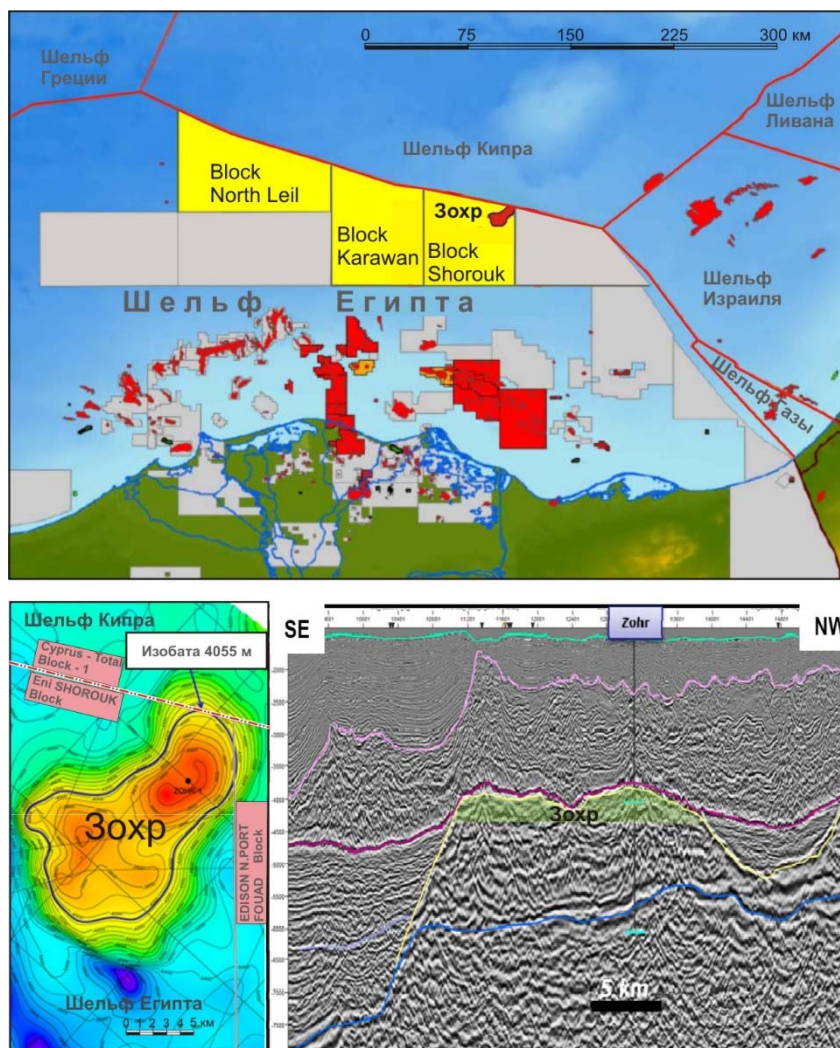 0 75 150 225 300 км
Шельф
Греции
Шельф
Ливана
Шельф Кипра
Block
North Leil
Зохр
Block
Karawan
Block
Shorouk
Шельф
Израиля
Шельф Египта
Шельф Газы
Шельф Кипра
Cyprus - Total
Block - 1
Изобата 4055 м
Eni SHOROUK
Block
Зохр
EDISON N.PORT
FOUAD Block
Шельф Египта
0 1 2 3 4 5 км
SE
Zohr
NW
Зохр
5 km